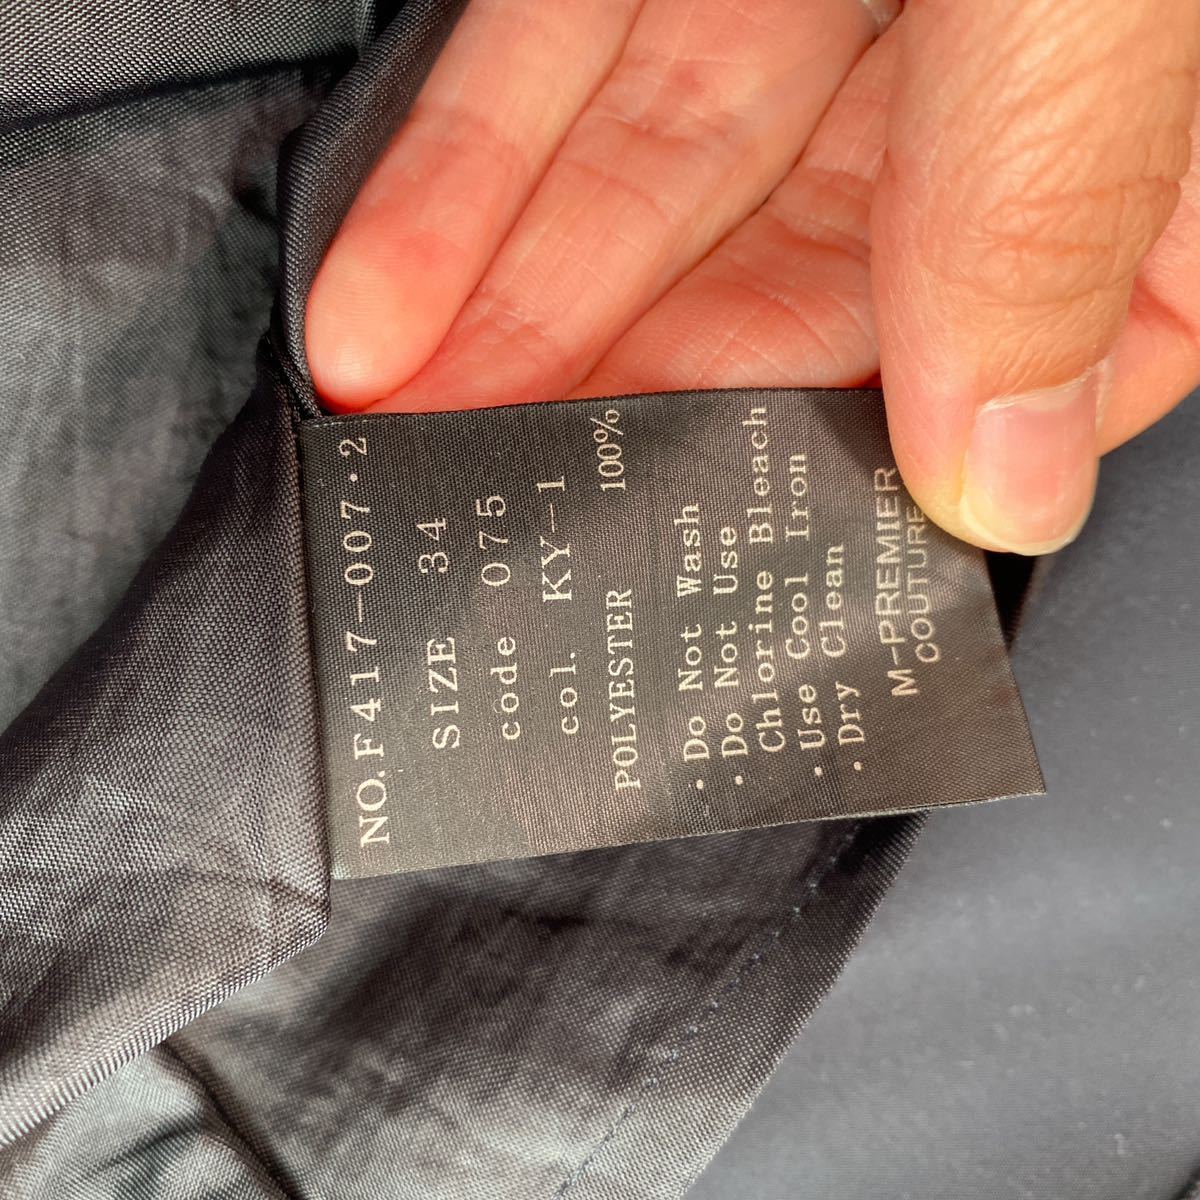 NO.F417-007・2
SIZE 34
code 075
col. KY-1
POLYESTER 100%
・Do Not Wash
・Do Not Use
Chlorine Bleach
・Use Cool Iron
・Dry Clean
M-PREMIER
COUTURE